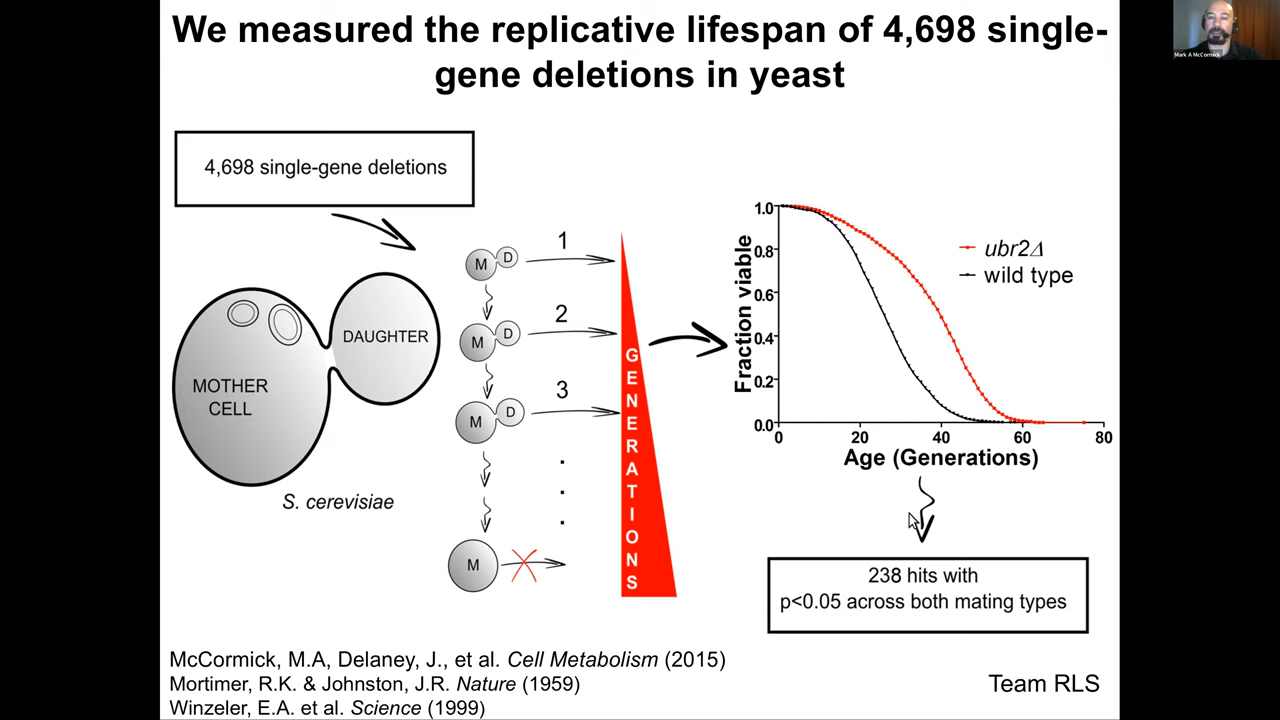 We measured the replicative lifespan of 4,698 single-
gene deletions in yeast
Mark A McCormick
4,698 single-gene deletions
MOTHER
CELL
DAUGHTER
S. cerevisiae
M
D
1
M
D
2
M
D
3
.
.
.
M
GENERATIONS
Fraction viable
1.0
0.8
0.6
0.4
0.2
0.0
0
20
40
60
80
Age (Generations)
ubr2Δ
wild type
238 hits with
p<0.05 across both mating types
McCormick, M.A, Delaney, J., et al. Cell Metabolism (2015)
Mortimer, R.K. & Johnston, J.R. Nature (1959)
Winzeler, E.A. et al. Science (1999)
Team RLS